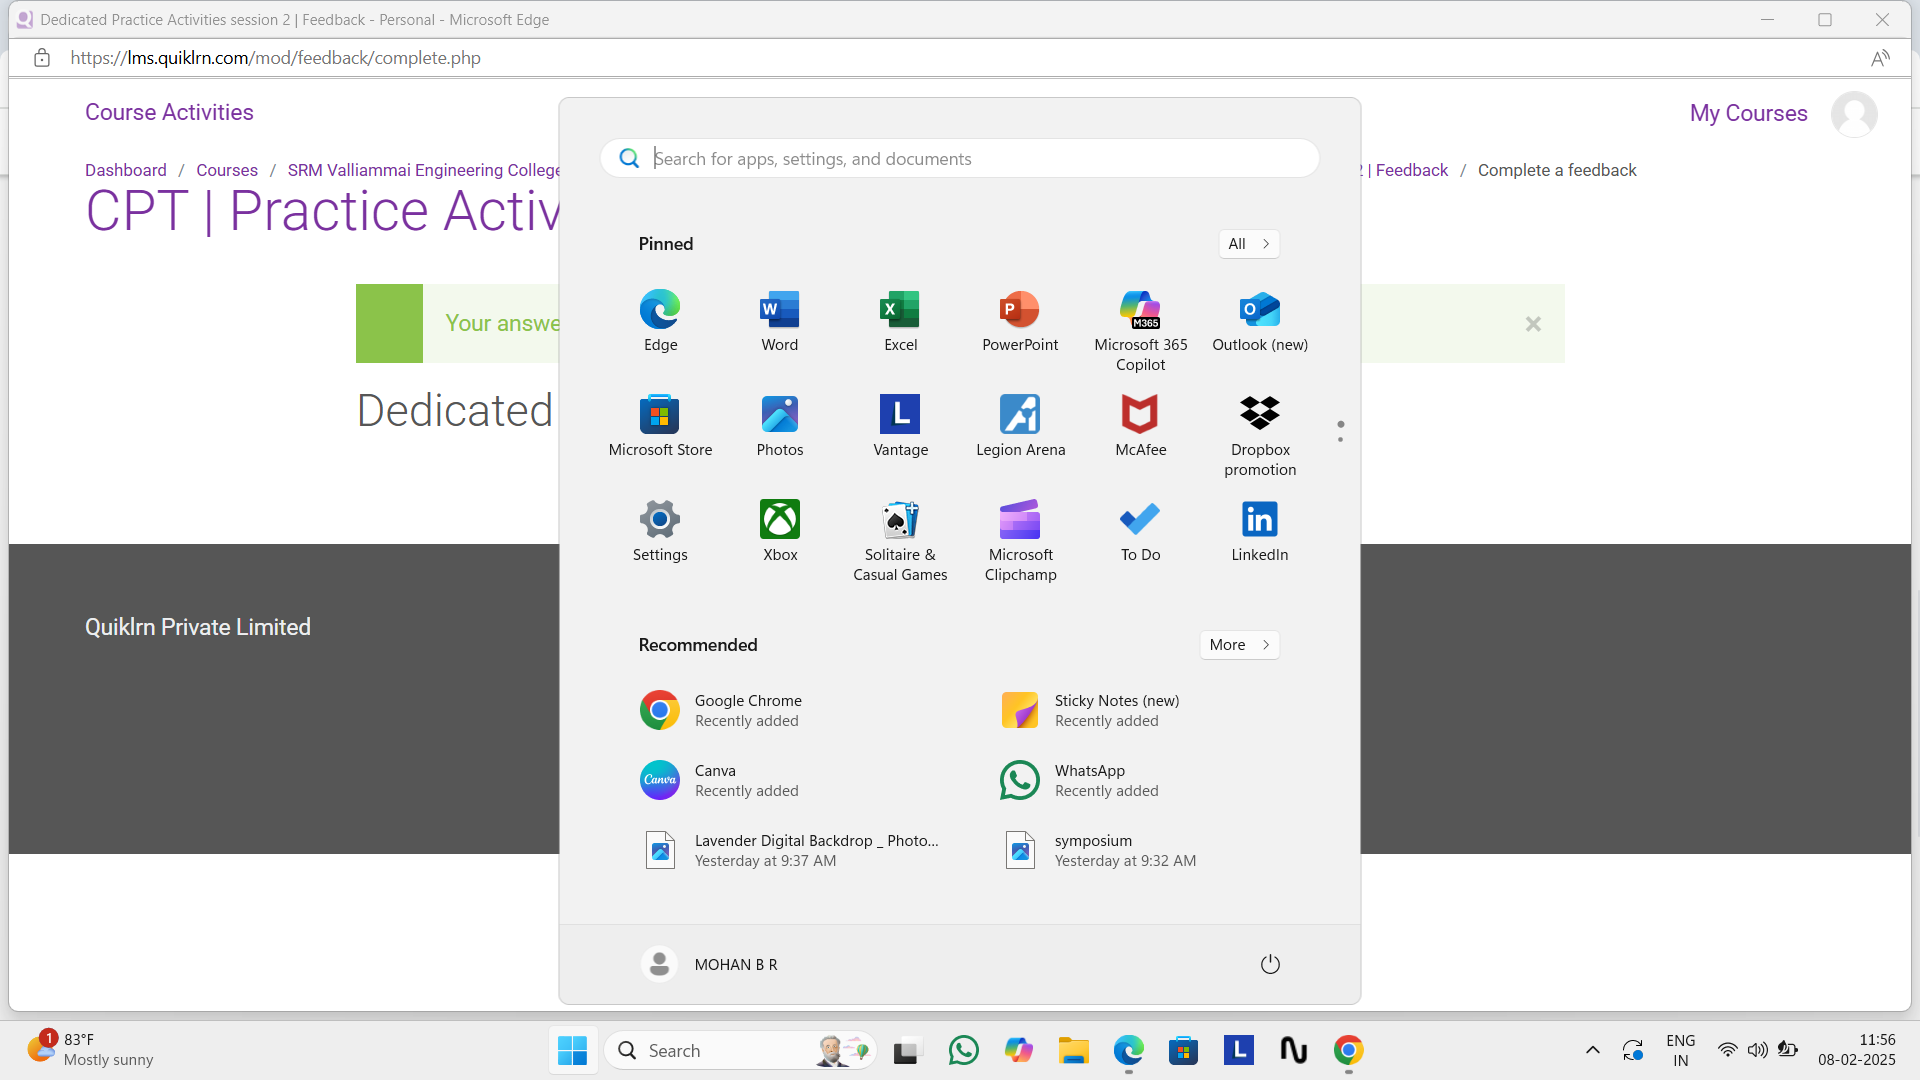 Dedicated Practice Activities session 2 | Feedback - Personal - Microsoft Edge
https://lms.quiklrn.com/mod/feedback/complete.php
Course Activities
My Courses
Dashboard / Courses / SRM Valliammai Engineering College
2 | Feedback / Complete a feedback
CPT | Practice Activ
Your answe
Dedicated
Quiklrn Private Limited
Search for apps, settings, and documents
Pinned
All
Edge
Word
Excel
PowerPoint
M365
Microsoft 365
Copilot
Outlook (new)
Microsoft Store
Photos
Vantage
Legion Arena
McAfee
Dropbox
promotion
Settings
Xbox
Solitaire &
Casual Games
Microsoft
Clipchamp
To Do
LinkedIn
Recommended
More
Google Chrome
Recently added
Sticky Notes (new)
Recently added
Canva
Canva
Recently added
WhatsApp
Recently added
Lavender Digital Backdrop _ Photo...
Yesterday at 9:37 AM
symposium
Yesterday at 9:32 AM
MOHAN B R
1
83°F
Mostly sunny
Search
ENG
IN
11:56
08-02-2025